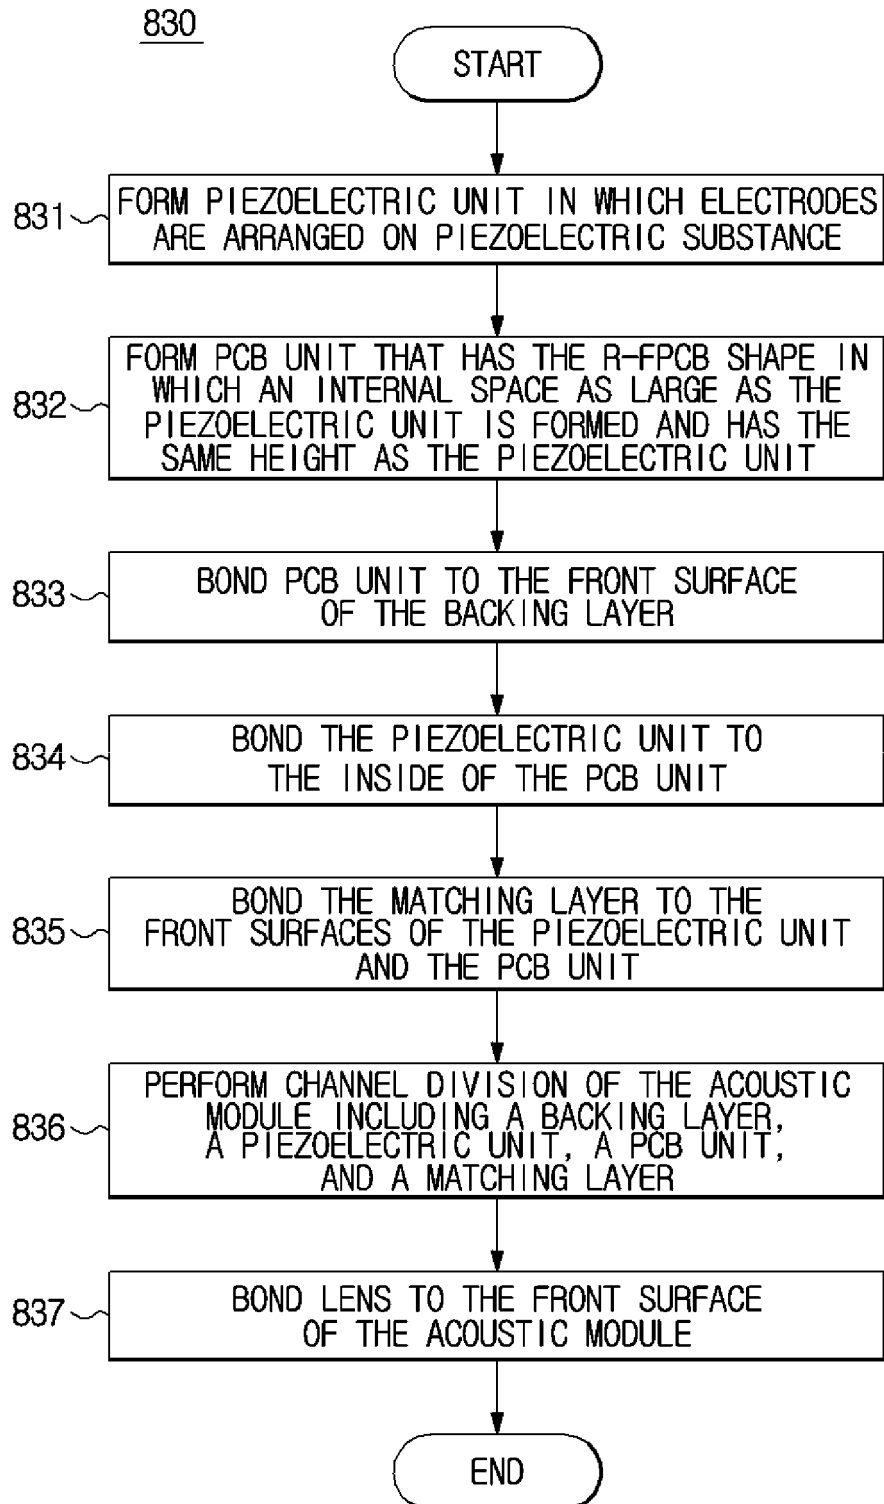 830
START
831
FORM PIEZOELECTRIC UNIT IN WHICH ELECTRODES
ARE ARRANGED ON PIEZOELECTRIC SUBSTANCE
832
FORM PCB UNIT THAT HAS THE R-FPCB SHAPE IN
WHICH AN INTERNAL SPACE AS LARGE AS THE
PIEZOELECTRIC UNIT IS FORMED AND HAS THE
SAME HEIGHT AS THE PIEZOELECTRIC UNIT
833
BOND PCB UNIT TO THE FRONT SURFACE
OF THE BACKING LAYER
834
BOND THE PIEZOELECTRIC UNIT TO
THE INSIDE OF THE PCB UNIT
835
BOND THE MATCHING LAYER TO THE
FRONT SURFACES OF THE PIEZOELECTRIC UNIT
AND THE PCB UNIT
836
PERFORM CHANNEL DIVISION OF THE ACOUSTIC
MODULE INCLUDING A BACKING LAYER,
A PIEZOELECTRIC UNIT, A PCB UNIT,
AND A MATCHING LAYER
837
BOND LENS TO THE FRONT SURFACE
OF THE ACOUSTIC MODULE
END